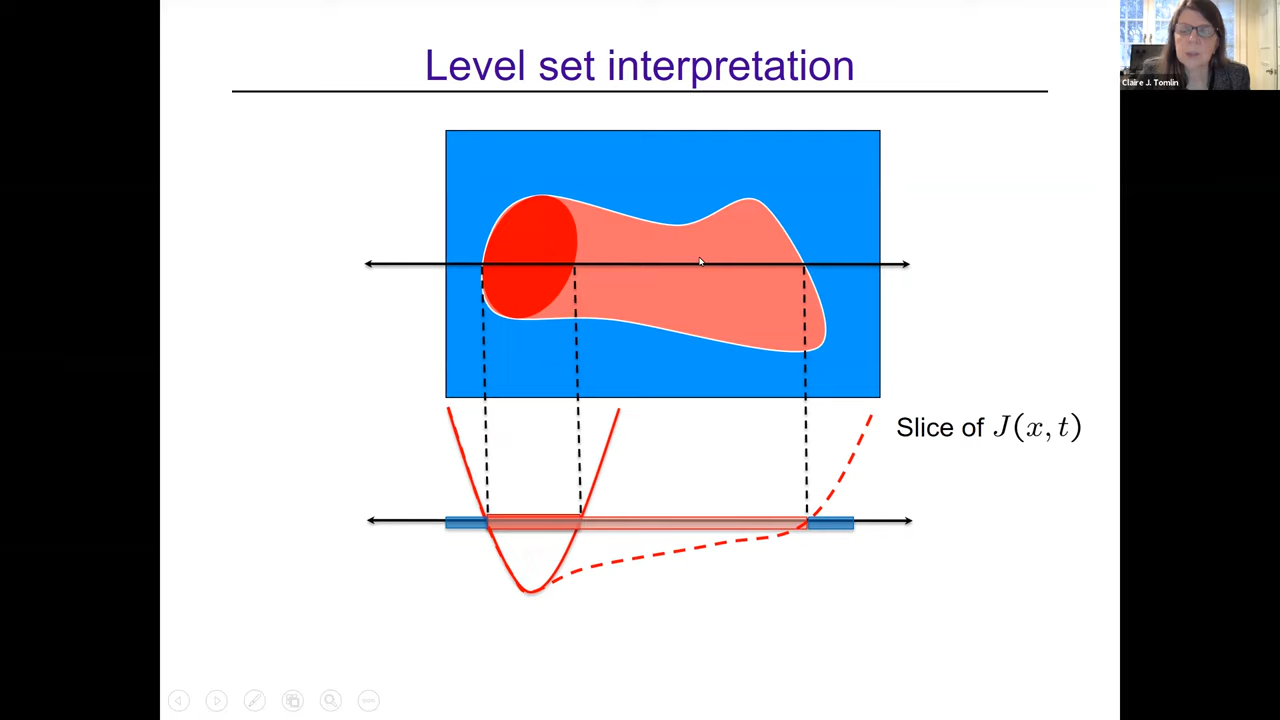 Level set interpretation
Claire J. Tomlin
Slice of J(x, t)